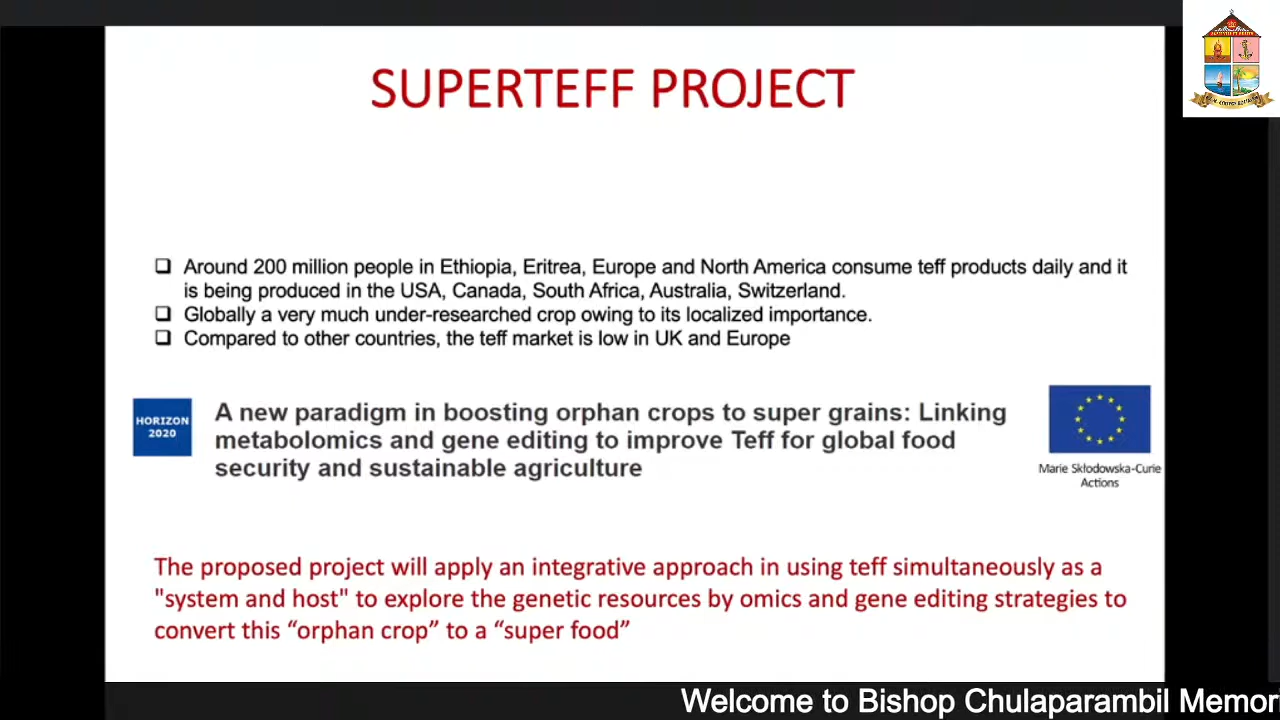 SUPERTEFF PROJECT
❑ Around 200 million people in Ethiopia, Eritrea, Europe and North America consume teff products daily and it
is being produced in the USA, Canada, South Africa, Australia, Switzerland.
❑ Globally a very much under-researched crop owing to its localized importance.
❑ Compared to other countries, the teff market is low in UK and Europe
HORIZON
2020
A new paradigm in boosting orphan crops to super grains: Linking
metabolomics and gene editing to improve Teff for global food
security and sustainable agriculture
Marie Skłodowska-Curie
Actions
The proposed project will apply an integrative approach in using teff simultaneously as a
"system and host" to explore the genetic resources by omics and gene editing strategies to
convert this “orphan crop” to a “super food”
Welcome to Bishop Chulaparambil Memor